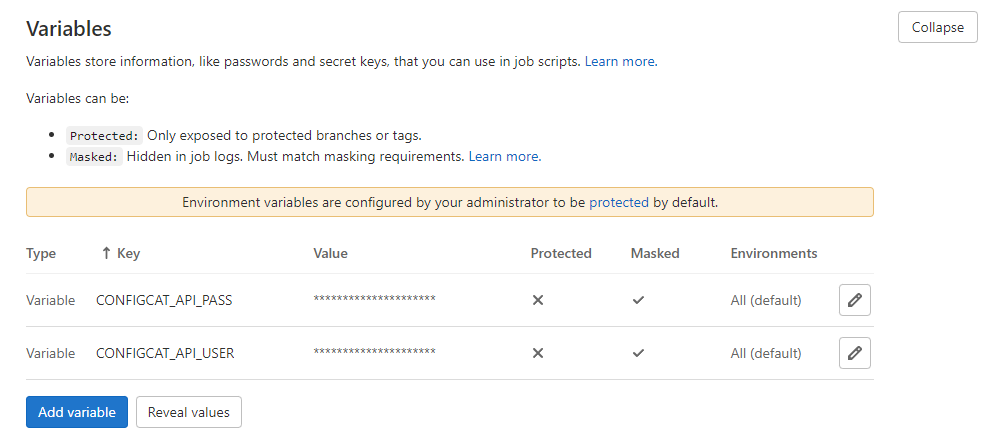 Variables
Collapse
Variables store information, like passwords and secret keys, that you can use in job scripts. Learn more.
Variables can be:
• Protected: Only exposed to protected branches or tags.
• Masked: Hidden in job logs. Must match masking requirements. Learn more.
Environment variables are configured by your administrator to be protected by default.
Type ↑ Key Value Protected Masked Environments
Variable CONFIGCAT_API_PASS ********************* ✕ ✓ All (default)
Variable CONFIGCAT_API_USER ********************* ✕ ✓ All (default)
Add variable Reveal values